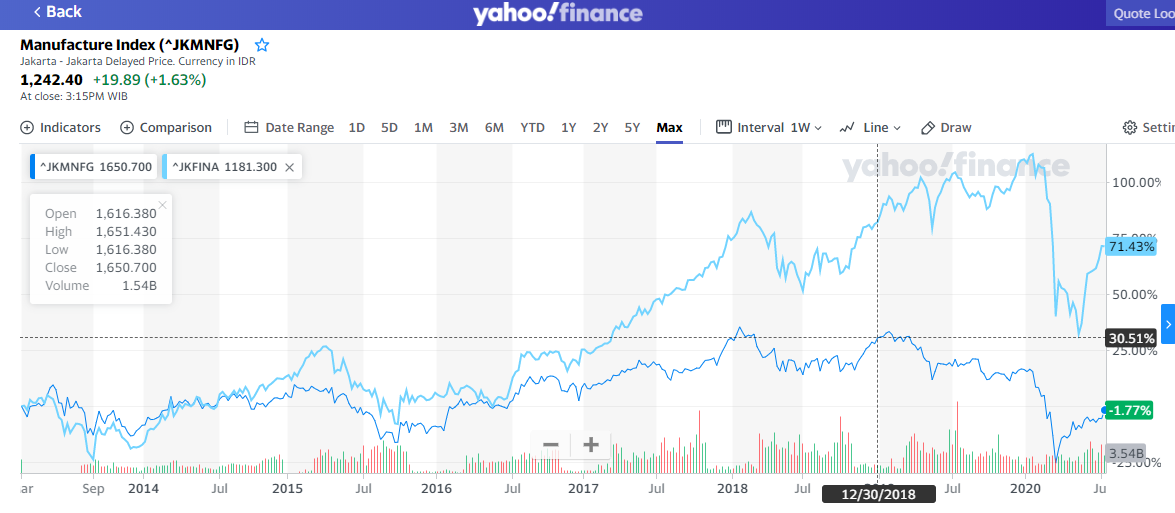 Back
yahoo!finance
Quote Loo
Manufacture Index (^JKMNFG)
Jakarta - Jakarta Delayed Price. Currency in IDR
1,242.40 +19.89 (+1.63%)
At close: 3:15PM WIB
Indicators Comparison Date Range 1D 5D 1M 3M 6M YTD 1Y 2Y 5Y Max Interval 1W Line Draw Settin
^JKMNFG 1650.700 ^JKFINA 1181.300
yahoo!finance
Open 1,616.380
High 1,651.430
Low 1,616.380
Close 1,650.700
Volume 1.54B
100.00%
75.00%
71.43%
50.00%
30.51%
25.00%
-1.77%
3.54B
-25.00%
ar Sep 2014 Jul 2015 Jul 2016 Jul 2017 Jul 2018 Jul 2019 Jul 2020 Ju
12/30/2018